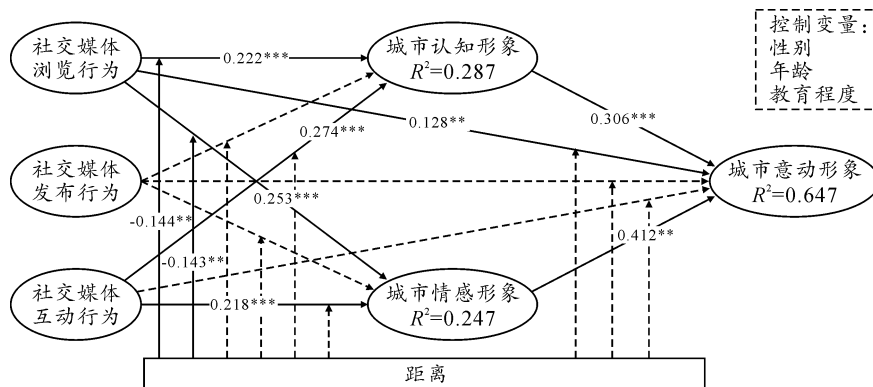 社交媒体
浏览行为
城市认知形象
R²=0.287
控制变量:
性别
年龄
教育程度
0.222***
0.274***
0.128**
0.306***
社交媒体
发布行为
城市意动形象
R²=0.647
0.253***
-0.144**
-0.143**
0.412**
社交媒体
互动行为
0.218***
城市情感形象
R²=0.247
距离